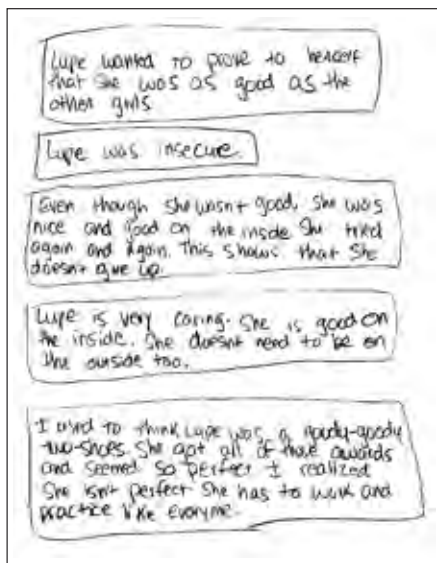 Lupe wanted to prove to herself
that she was as good as the
other girls
Lupe was insecure.
Even though she wasn't good, she was
nice and good on the inside. She tried
again and again. This shows that she
doesn't give up.
Lupe is very caring. She is good on
the inside. She doesnt need to be on
the outside too.
I used to think Lupe was a goody-goody
two-shoes. She got all of those awards
and seemed so perfect I realized
She isn't perfect She has to work and
practice like everyone.